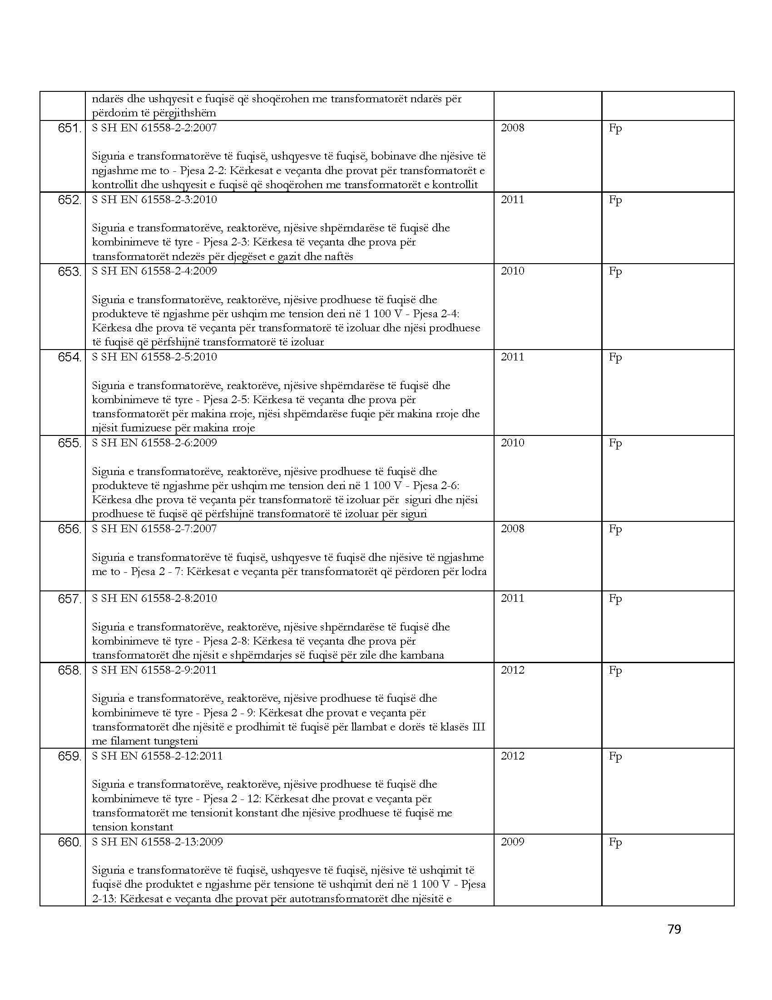 ndarës dhe ushqyesit e fuqisë që shoqërohen me transformatorët ndarës për
përdorim të përgjithshëm
651. S SH EN 61558-2-2:2007 2008 Fp
Siguria e transformatorëve të fuqisë, ushqyesve të fuqisë, bobinave dhe njësive të
ngjashme me to - Pjesa 2-2: Kërkesat e veçanta dhe provat për transformatorët e
kontrollit dhe ushqyesit e fuqisë që shoqërohen me transformatorët e kontrollit
652. S SH EN 61558-2-3:2010 2011 Fp
Siguria e transformatorëve, reaktorëve, njësive shpërndarëse të fuqisë dhe
kombinimeve të tyre - Pjesa 2-3: Kërkesa të veçanta dhe prova për
transformatorët ndezës për djegëset e gazit dhe naftës
653. S SH EN 61558-2-4:2009 2010 Fp
Siguria e transformatorëve, reaktorëve, njësive prodhuese të fuqisë dhe
produkteve të ngjashme për ushqim me tension deri në 1 100 V - Pjesa 2-4:
Kërkesa dhe prova të veçanta për transformatorë të izoluar dhe njësi prodhuese
të fuqisë që përfshijnë transformatorë të izoluar
654. S SH EN 61558-2-5:2010 2011 Fp
Siguria e transformatorëve, reaktorëve, njësive shpërndarëse të fuqisë dhe
kombinimeve të tyre - Pjesa 2-5: Kërkesa të veçanta dhe prova për
transformatorët për makina rroje, njësi shpërndarëse fuqie për makina rroje dhe
njësit furnizuese për makina rroje
655. S SH EN 61558-2-6:2009 2010 Fp
Siguria e transformatorëve, reaktorëve, njësive prodhuese të fuqisë dhe
produkteve të ngjashme për ushqim me tension deri në 1 100 V - Pjesa 2-6:
Kërkesa dhe prova të veçanta për transformatorë të izoluar për siguri dhe njësi
prodhuese të fuqisë që përfshijnë transformatorë të izoluar për siguri
656. S SH EN 61558-2-7:2007 2008 Fp
Siguria e transformatorëve të fuqisë, ushqyesve të fuqisë dhe njësive të ngjashme
me to - Pjesa 2 - 7: Kërkesat e veçanta për transformatorët që përdoren për lodra
657. S SH EN 61558-2-8:2010 2011 Fp
Siguria e transformatorëve, reaktorëve, njësive shpërndarëse të fuqisë dhe
kombinimeve të tyre - Pjesa 2-8: Kërkesa të veçanta dhe prova për
transformatorët dhe njësit e shpërndarjes së fuqisë për zile dhe kambana
658. S SH EN 61558-2-9:2011 2012 Fp
Siguria e transformatorëve, reaktorëve, njësive prodhuese të fuqisë dhe
kombinimeve të tyre - Pjesa 2 - 9: Kërkesat dhe provat e veçanta për
transformatorët dhe njësitë e prodhimit të fuqisë për llambat e dorës të klasës III
me filament tungsteni
659. S SH EN 61558-2-12:2011 2012 Fp
Siguria e transformatorëve, reaktorëve, njësive prodhuese të fuqisë dhe
kombinimeve të tyre - Pjesa 2 - 12: Kërkesat dhe provat e veçanta për
transformatorët me tensionit konstant dhe njësive prodhuese të fuqisë me
tension konstant
660. S SH EN 61558-2-13:2009 2009 Fp
Siguria e transformatorëve të fuqisë, ushqyesve të fuqisë, njësive të ushqimit të
fuqisë dhe produktet e ngjashme për tensione të ushqimit deri në 1 100 V - Pjesa
2-13: Kërkesat e veçanta dhe provat për autotransformatorët dhe njësitë e
79